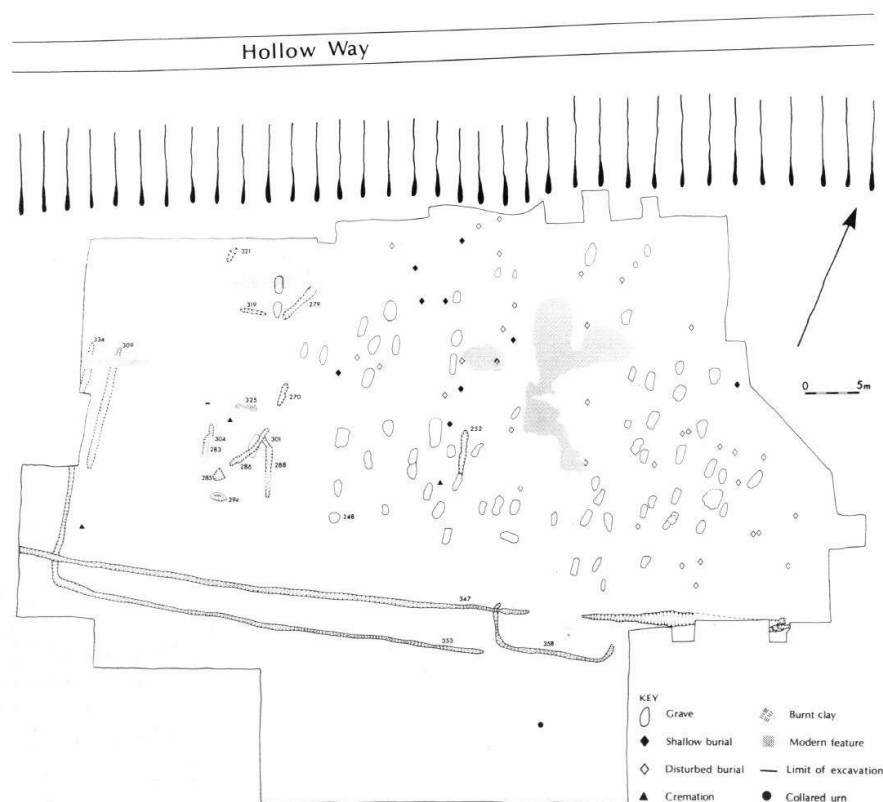 Hollow Way
321
319
279
334
309
0 5m
270
325
252
304
301
283
286
288
285
294
248
347
353
358
KEY
Grave
Burnt clay
Shallow burial
Modern feature
Disturbed burial
Limit of excavation
Cremation
Collared urn